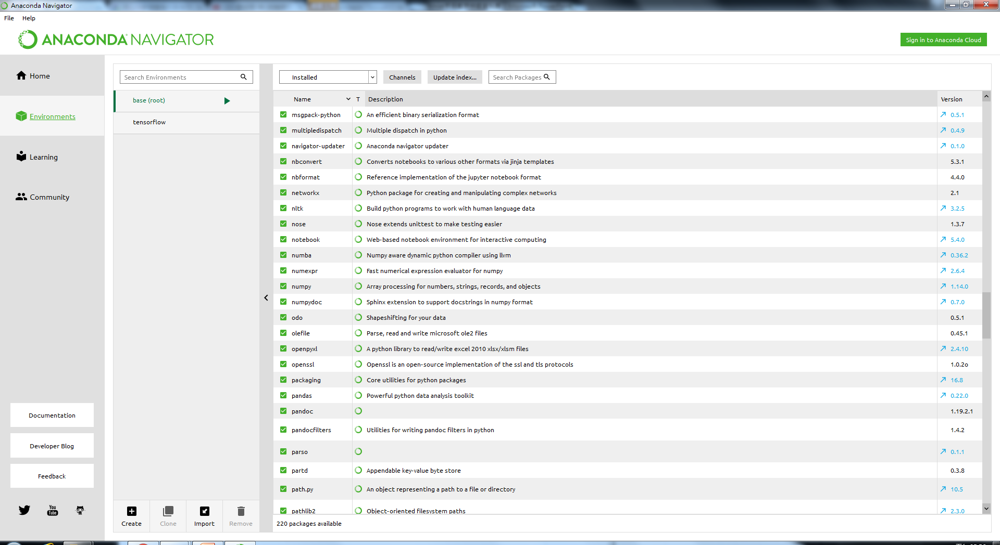 Anaconda Navigator
File Help
ANACONDA NAVIGATOR
Sign in to Anaconda Cloud
Home
Environments
Learning
Community
Documentation
Developer Blog
Feedback
You
Tube
Search Environments
base (root)
tensorflow
Create Clone Import Remove
Installed Channels Update index... Search Packages
Name T Description Version
msgpack-python An efficient binary serialization format 0.5.1
multipledispatch Multiple dispatch in python 0.4.9
navigator-updater Anaconda navigator updater 0.1.0
nbconvert Converts notebooks to various other formats via jinja templates 5.3.1
nbformat Reference implementation of the jupyter notebook format 4.4.0
networkx Python package for creating and manipulating complex networks 2.1
nltk Build python programs to work with human language data 3.2.5
nose Nose extends unittest to make testing easier 1.3.7
notebook Web-based notebook environment for interactive computing 5.4.0
numba Numpy aware dynamic python compiler using llvm 0.36.2
numexpr Fast numerical expression evaluator for numpy 2.6.4
numpy Array processing for numbers, strings, records, and objects 1.14.0
numpydoc Sphinx extension to support docstrings in numpy format 0.7.0
odo Shapeshifting for your data 0.5.1
olefile Parse, read and write microsoft ole2 files 0.45.1
openpyxl A python library to read/write excel 2010 xlsx/xlsm files 2.4.10
openssl Openssl is an open-source implementation of the ssl and tls protocols 1.0.2o
packaging Core utilities for python packages 16.8
pandas Powerful python data analysis toolkit 0.22.0
pandoc 1.19.2.1
pandocfilters Utilities for writing pandoc filters in python 1.4.2
parso 0.1.1
partd Appendable key-value byte store 0.3.8
path.py An object representing a path to a file or directory 10.5
pathlib2 Object-oriented filesystem paths 2.3.0
220 packages available